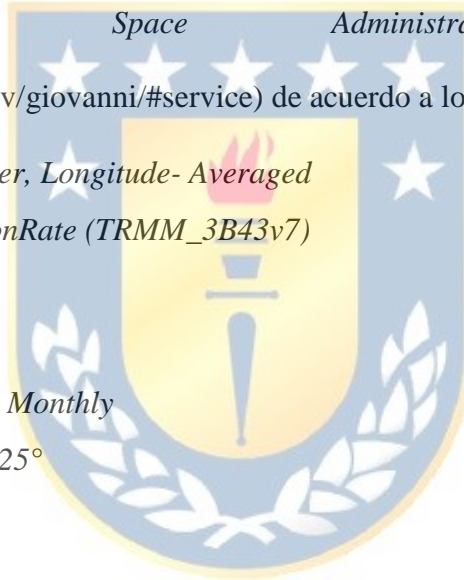 Space Administra
v/giovanni/#service) de acuerdo a lo
er, Longitude- Averaged
onRate (TRMM_3B43v7)
Monthly
25°